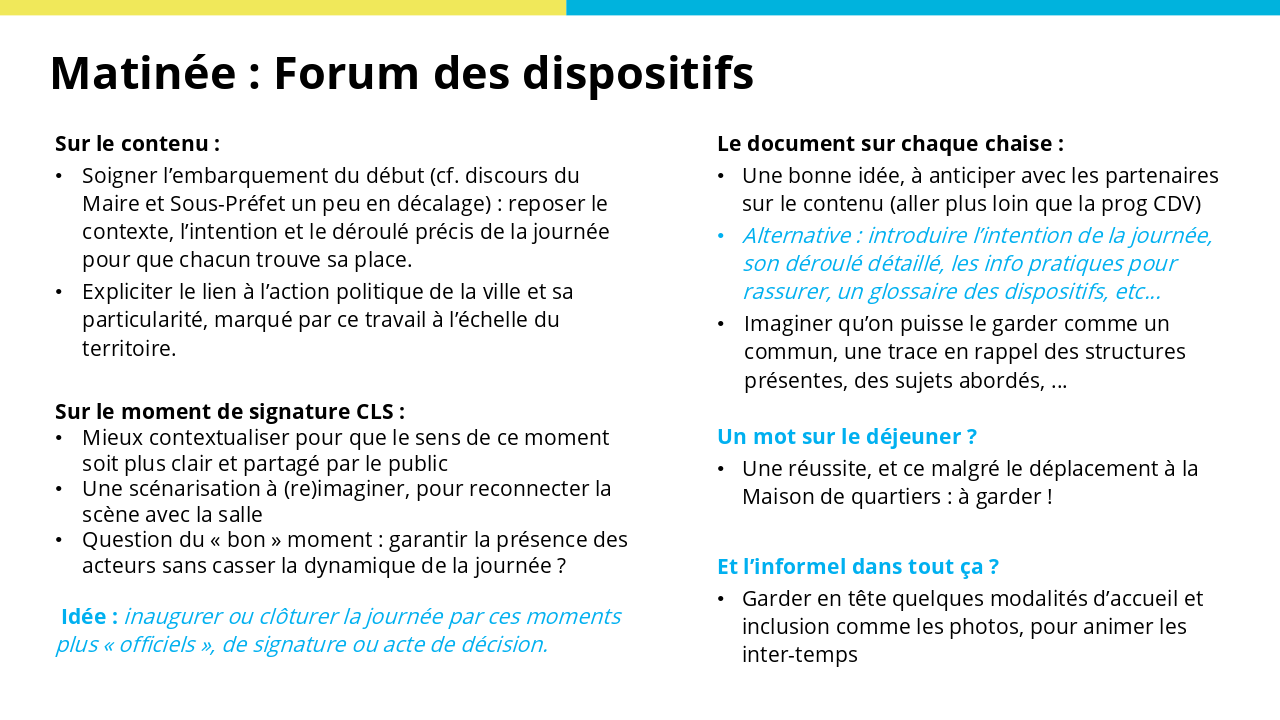 Matinée : Forum des dispositifs
Sur le contenu :
• Soigner l’embarquement du début (cf. discours du
Maire et Sous-Préfet un peu en décalage) : reposer le
contexte, l’intention et le déroulé précis de la journée
pour que chacun trouve sa place.
• Expliciter le lien à l’action politique de la ville et sa
particularité, marqué par ce travail à l’échelle du
territoire.
Sur le moment de signature CLS :
• Mieux contextualiser pour que le sens de ce moment
soit plus clair et partagé par le public
• Une scénarisation à (re)imaginer, pour reconnecter la
scène avec la salle
• Question du « bon » moment : garantir la présence des
acteurs sans casser la dynamique de la journée ?
Idée : inaugurer ou clôturer la journée par ces moments
plus « officiels », de signature ou acte de décision.
Le document sur chaque chaise :
• Une bonne idée, à anticiper avec les partenaires
sur le contenu (aller plus loin que la prog CDV)
• Alternative : introduire l’intention de la journée,
son déroulé détaillé, les info pratiques pour
rassurer, un glossaire des dispositifs, etc...
• Imaginer qu’on puisse le garder comme un
commun, une trace en rappel des structures
présentes, des sujets abordés, ...
Un mot sur le déjeuner ?
• Une réussite, et ce malgré le déplacement à la
Maison de quartiers : à garder !
Et l’informel dans tout ça ?
• Garder en tête quelques modalités d’accueil et
inclusion comme les photos, pour animer les
inter-temps